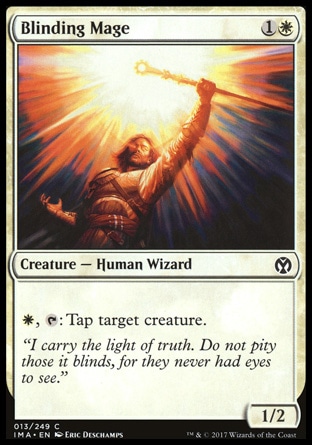 Blinding Mage 1
Creature — Human Wizard
, : Tap target creature.
“I carry the light of truth. Do not pity
those it blinds, for they never had eyes
to see.”
1/2
013/249 C
IMA • EN Eric Deschamps ™ & © 2017 Wizards of the Coast